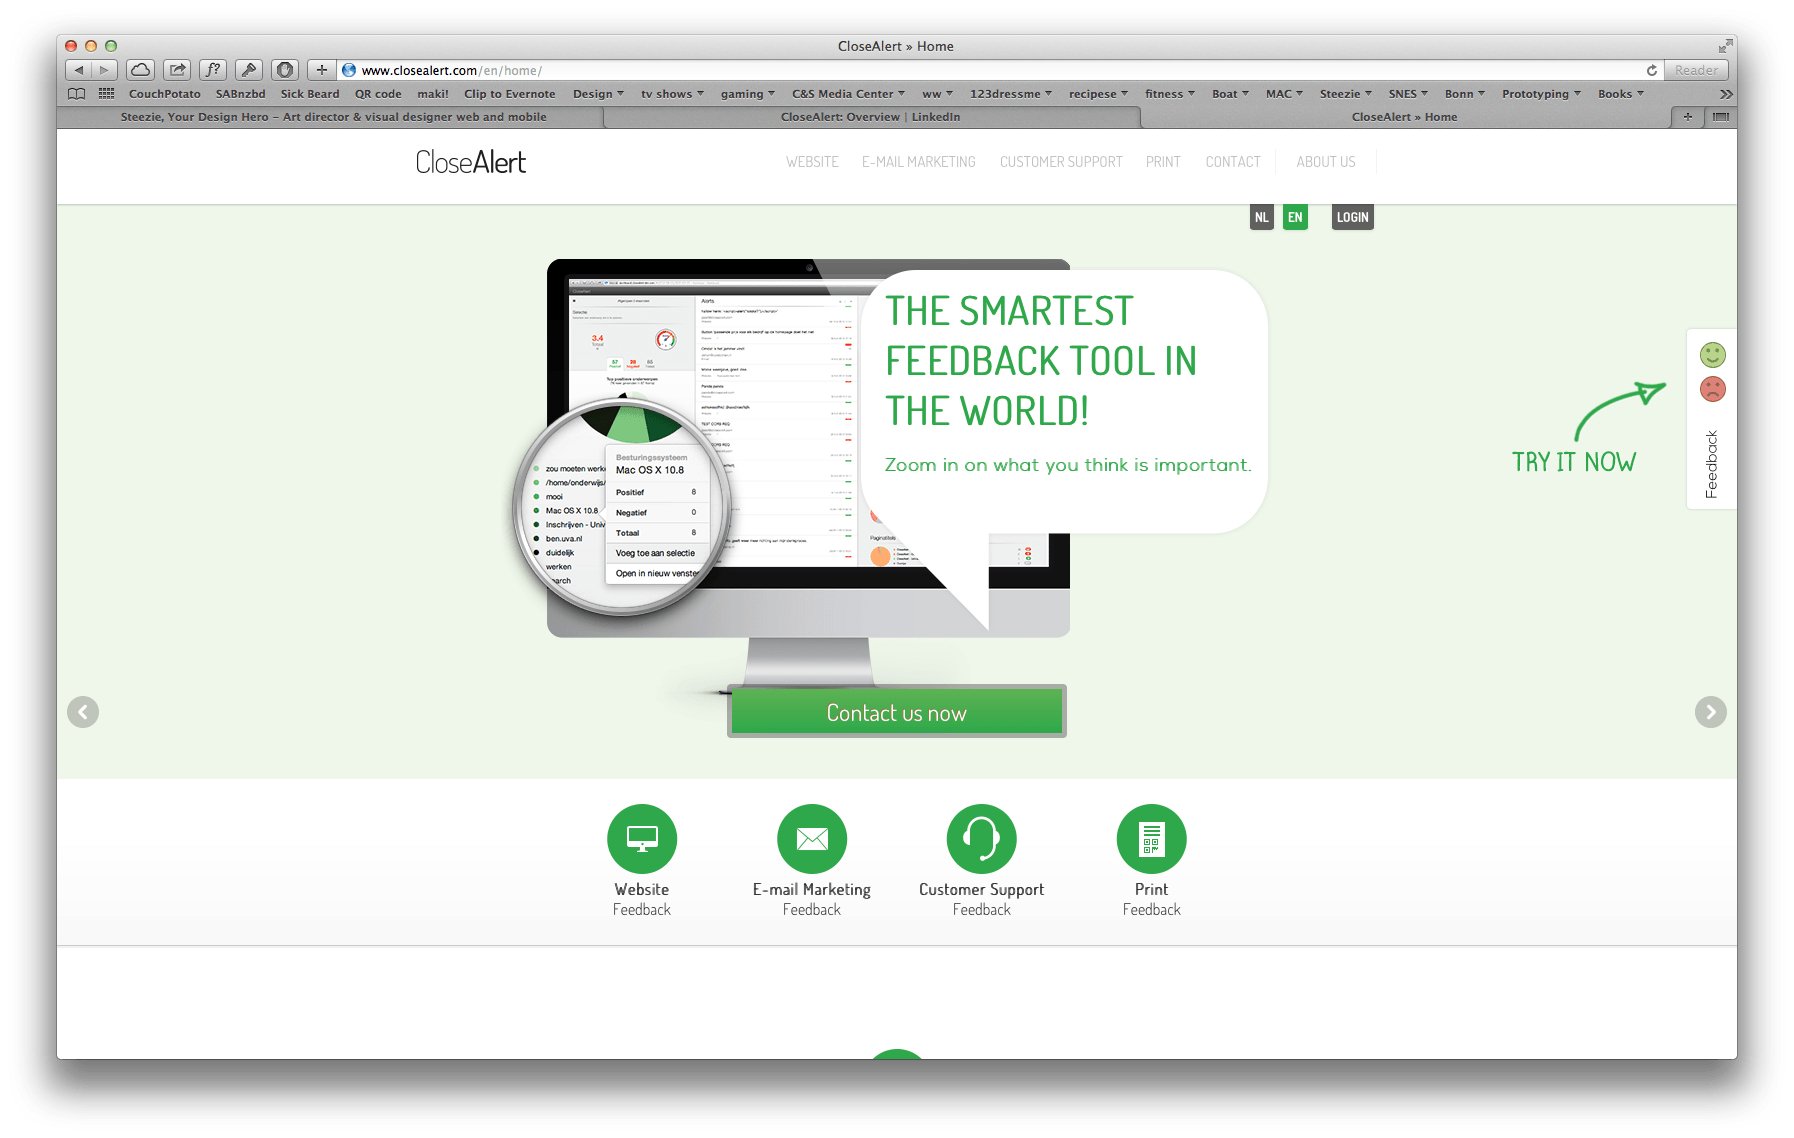 CloseAlert » Home
www.closealert.com/en/home/
Reader
CouchPotato SABnzbd Sick Beard QR code maki! Clip to Evernote Design tv shows gaming C&S Media Center ww 123dressme recipese fitness Boat MAC Steezie SNES Bonn Prototyping Books
Steezie, Your Design Hero – Art director & visual designer web and mobile
CloseAlert: Overview | LinkedIn
CloseAlert » Home
CloseAlert
WEBSITE E-MAIL MARKETING CUSTOMER SUPPORT PRINT CONTACT ABOUT US
NL EN LOGIN
THE SMARTEST
FEEDBACK TOOL IN
THE WORLD!
Zoom in on what you think is important.
Alerts
3.4
Totaal
Besturingssysteem
Mac OS X 10.8
Positief 8
Negatief 0
Totaal 8
Voeg toe aan selectie
Open in nieuw venster
zou moeten werke
/home/onderwijs/
mooi
Mac OS X 10.8
Inschrijven - Univ
ben.uva.nl
duidelijk
werken
Paginatitels
TRY IT NOW
Feedback
Contact us now
Website
Feedback
E-mail Marketing
Feedback
Customer Support
Feedback
Print
Feedback